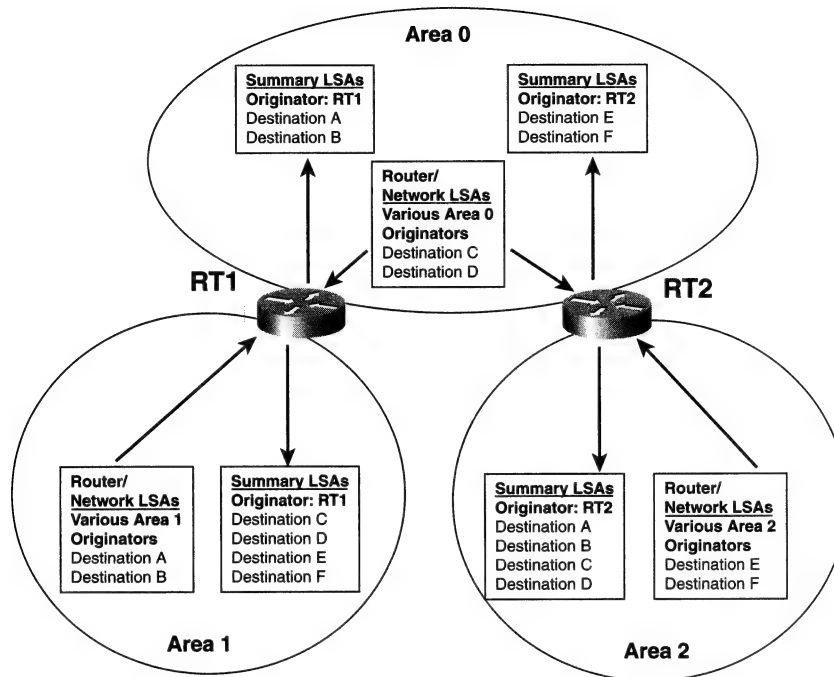 Area 0
Summary LSAs
Originator: RT1
Destination A
Destination B
Summary LSAs
Originator: RT2
Destination E
Destination F
Router/
Network LSAs
Various Area 0
Originators
Destination C
Destination D
RT1
RT2
Router/
Network LSAs
Various Area 1
Originators
Destination A
Destination B
Summary LSAs
Originator: RT1
Destination C
Destination D
Destination E
Destination F
Summary LSAs
Originator: RT2
Destination A
Destination B
Destination C
Destination D
Router/
Network LSAs
Various Area 2
Originators
Destination E
Destination F
Area 1
Area 2